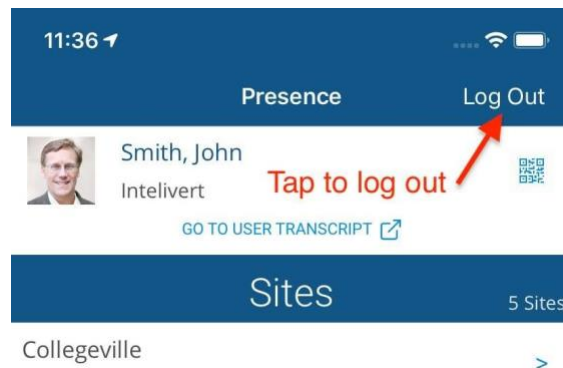 11:36
Presence
Log Out
Smith, John
Intelivert
Tap to log out
GO TO USER TRANSCRIPT
Sites
5 Sites
Collegeville
>